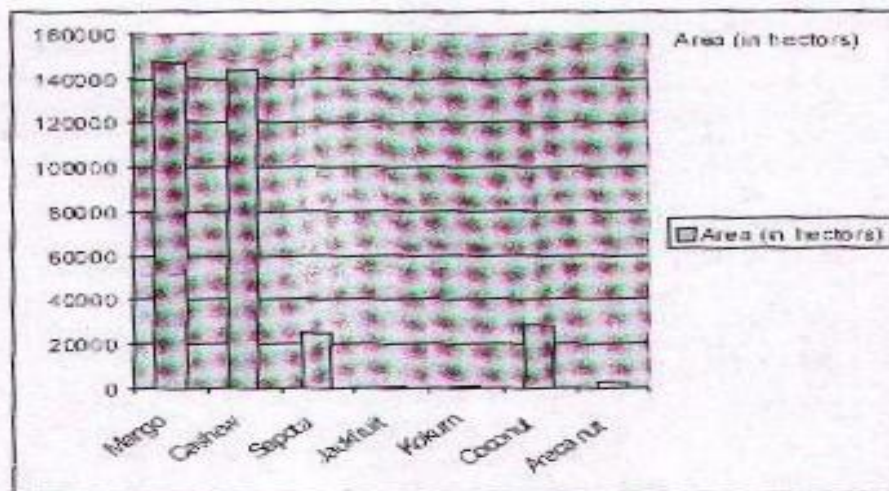 Area (in hectors)
160000
140000
120000
100000
80000
60000
40000
20000
0
Area (in hectors)
Mango
Cashew
Sapota
Jackfruit
Kokum
Coconut
Areca nut